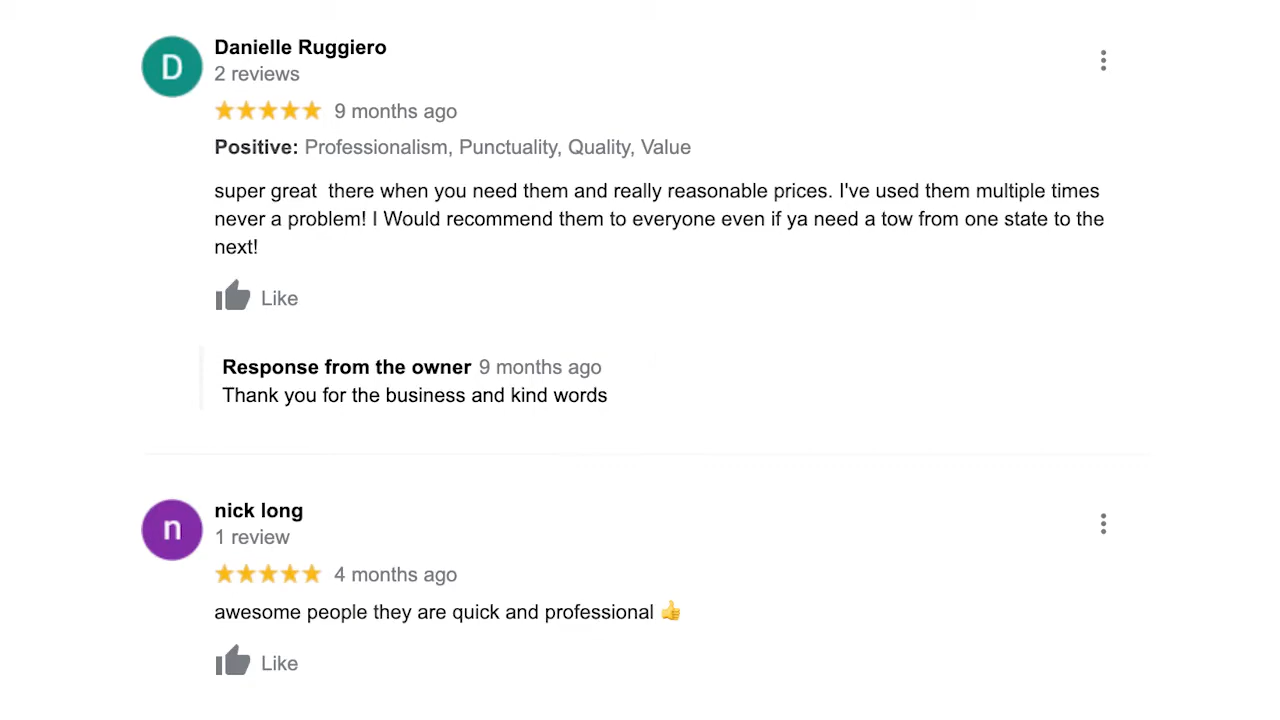 D
Danielle Ruggiero
2 reviews
9 months ago
Positive: Professionalism, Punctuality, Quality, Value
super great  there when you need them and really reasonable prices. I've used them multiple times
never a problem! I Would recommend them to everyone even if ya need a tow from one state to the
next!
Like
Response from the owner 9 months ago
Thank you for the business and kind words
n
nick long
1 review
4 months ago
awesome people they are quick and professional 👍
Like